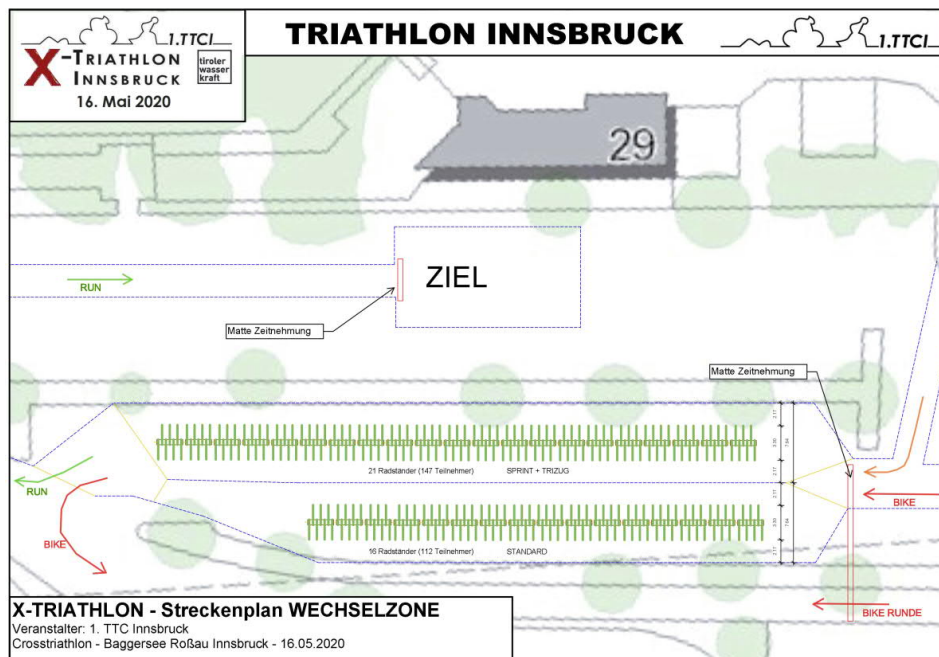 TRIATHLON INNSBRUCK
1.TTCI
1.TTCI
X-TRIATHLON
INNSBRUCK
tiroler
wasser
kraft
16. Mai 2020
29
ZIEL
RUN
Matte Zeitnehmung
Matte Zeitnehmung
21 Radständer (147 Teilnehmer) SPRINT + TRIZUG
RUN
BIKE
BIKE
16 Radständer (112 Teilnehmer) STANDARD
BIKE RUNDE
X-TRIATHLON - Streckenplan WECHSELZONE
Veranstalter: 1. TTC Innsbruck
Crosstriathlon - Baggersee Roßau Innsbruck - 16.05.2020